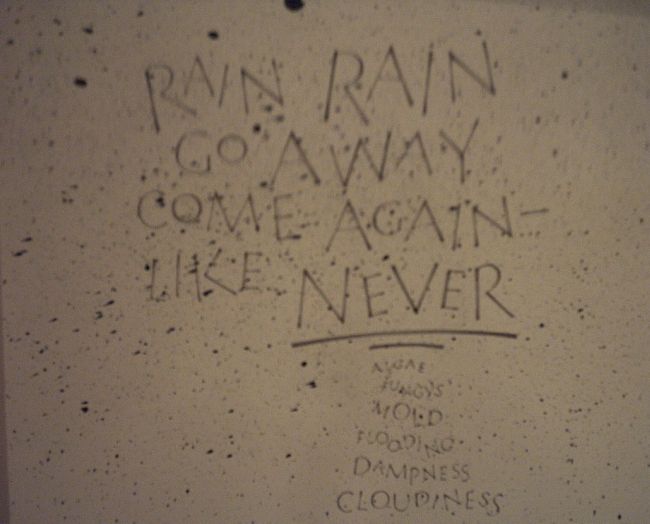 RAIN RAIN
GO AWAY
COME AGAIN-
LIKE NEVER
ALGAE
FUNGUS
MOLD
FLOODING
DAMPNESS
CLOUDINESS